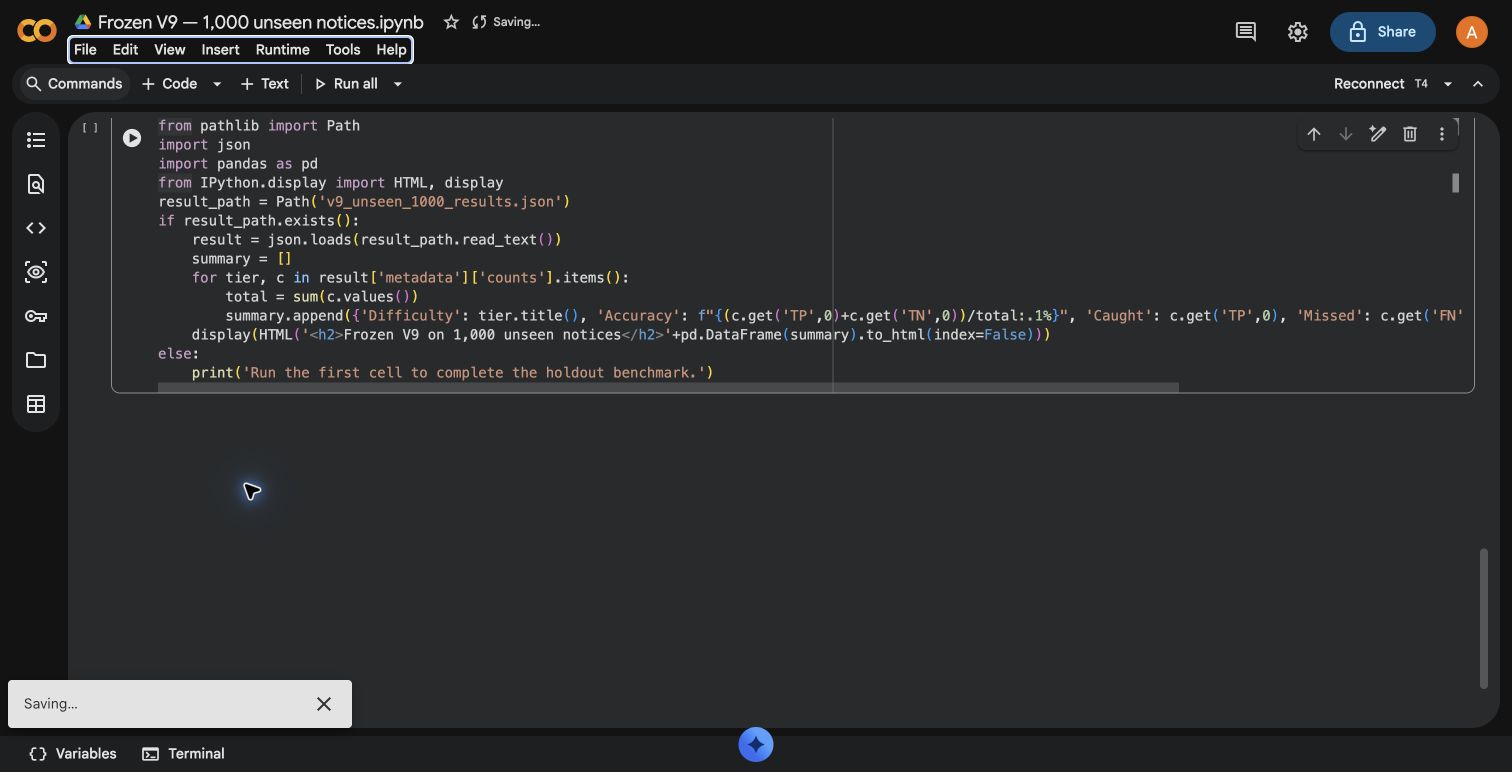 Frozen V9 — 1,000 unseen notices.ipynb Saving...
File Edit View Insert Runtime Tools Help
Share
A
Commands + Code + Text Run all
Reconnect T4
[ ]
from pathlib import Path
import json
import pandas as pd
from IPython.display import HTML, display
result_path = Path('v9_unseen_1000_results.json')
if result_path.exists():
    result = json.loads(result_path.read_text())
    summary = []
    for tier, c in result['metadata']['counts'].items():
        total = sum(c.values())
        summary.append({'Difficulty': tier.title(), 'Accuracy': f"{(c.get('TP',0)+c.get('TN',0))/total:.1%}", 'Caught': c.get('TP',0), 'Missed': c.get('FN'
    display(HTML('<h2>Frozen V9 on 1,000 unseen notices</h2>'+pd.DataFrame(summary).to_html(index=False)))
else:
    print('Run the first cell to complete the holdout benchmark.')
Saving...
Variables Terminal